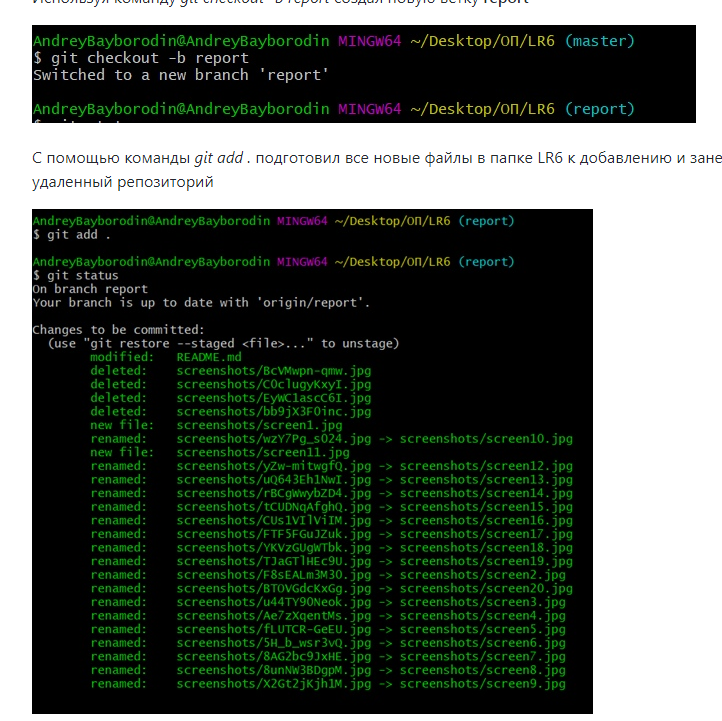 Используя команду git checkout -b report создал новую ветку report
AndreyBayborodin@AndreyBayborodin MINGW64 ~/Desktop/ОП/LR6 (master)
$ git checkout -b report
Switched to a new branch 'report'
AndreyBayborodin@AndreyBayborodin MINGW64 ~/Desktop/ОП/LR6 (report)
С помощью команды git add . подготовил все новые файлы в папке LR6 к добавлению и зане
удаленный репозиторий
AndreyBayborodin@AndreyBayborodin MINGW64 ~/Desktop/ОП/LR6 (report)
$ git add .
AndreyBayborodin@AndreyBayborodin MINGW64 ~/Desktop/ОП/LR6 (report)
$ git status
On branch report
Your branch is up to date with 'origin/report'.
Changes to be committed:
(use "git restore --staged <file>..." to unstage)
modified: README.md
deleted: screenshots/BcVMwpn-qmw.jpg
deleted: screenshots/C0clugyKxyI.jpg
deleted: screenshots/EyWC1ascC6I.jpg
deleted: screenshots/bb9jX3F0inc.jpg
new file: screenshots/screen1.jpg
renamed: screenshots/wzY7Pg_s024.jpg -> screenshots/screen10.jpg
new file: screenshots/screen11.jpg
renamed: screenshots/yZw-mitwgfQ.jpg -> screenshots/screen12.jpg
renamed: screenshots/uQ643Eh1NwI.jpg -> screenshots/screen13.jpg
renamed: screenshots/rBCgWwybZD4.jpg -> screenshots/screen14.jpg
renamed: screenshots/tCUDNqAfghQ.jpg -> screenshots/screen15.jpg
renamed: screenshots/CUs1VIlViIM.jpg -> screenshots/screen16.jpg
renamed: screenshots/FTF5FGuJZuk.jpg -> screenshots/screen17.jpg
renamed: screenshots/YKVzGUgWTbk.jpg -> screenshots/screen18.jpg
renamed: screenshots/TJaGTlHEc9U.jpg -> screenshots/screen19.jpg
renamed: screenshots/F8sEALm3M30.jpg -> screenshots/screen2.jpg
renamed: screenshots/BTOVGdcKxGg.jpg -> screenshots/screen20.jpg
renamed: screenshots/u44TY90Neok.jpg -> screenshots/screen3.jpg
renamed: screenshots/Ae7zXqentMs.jpg -> screenshots/screen4.jpg
renamed: screenshots/fLUTCR-GeEU.jpg -> screenshots/screen5.jpg
renamed: screenshots/5H_b_wsr3vQ.jpg -> screenshots/screen6.jpg
renamed: screenshots/8AG2bc9JxHE.jpg -> screenshots/screen7.jpg
renamed: screenshots/8unNW3BDgpM.jpg -> screenshots/screen8.jpg
renamed: screenshots/X2Gt2jKjh1M.jpg -> screenshots/screen9.jpg